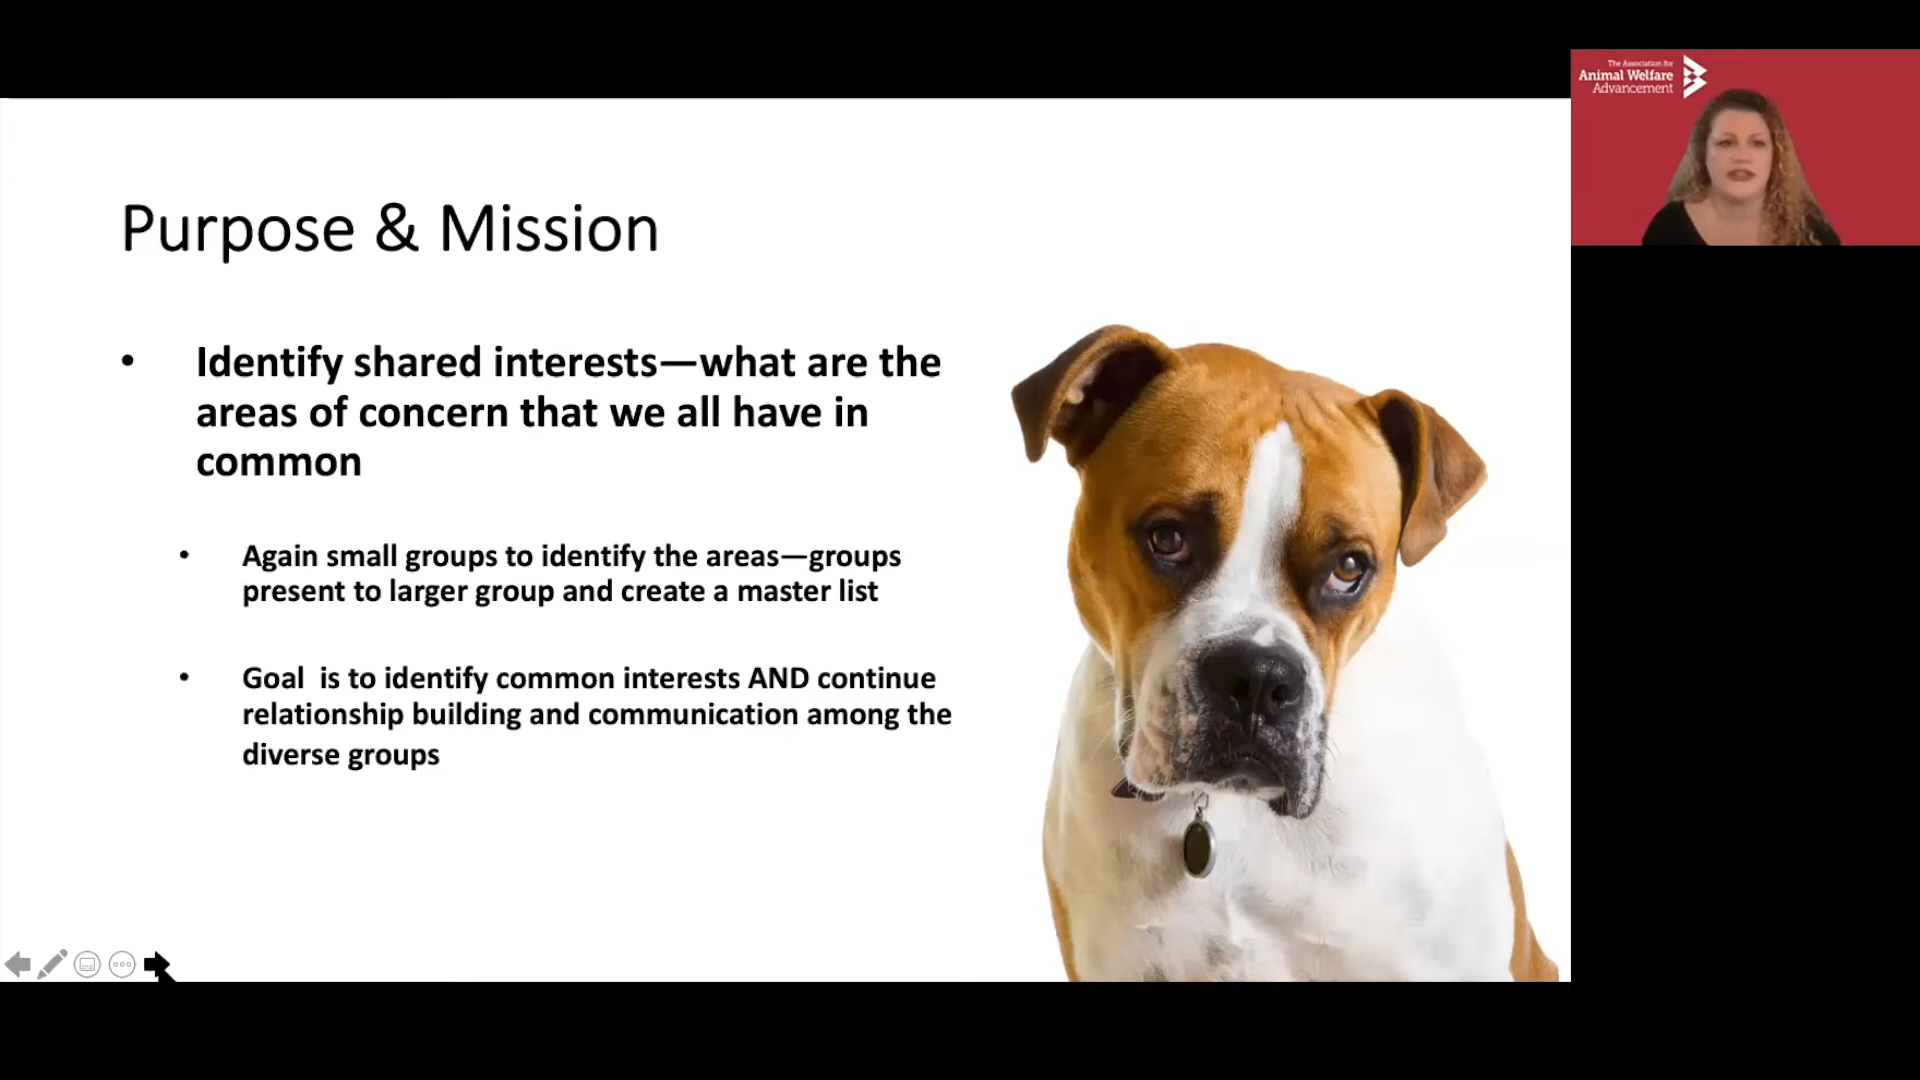 The Association for
Animal Welfare
Advancement
Purpose & Mission
• Identify shared interests—what are the
areas of concern that we all have in
common
• Again small groups to identify the areas—groups
present to larger group and create a master list
• Goal  is to identify common interests AND continue
relationship building and communication among the
diverse groups